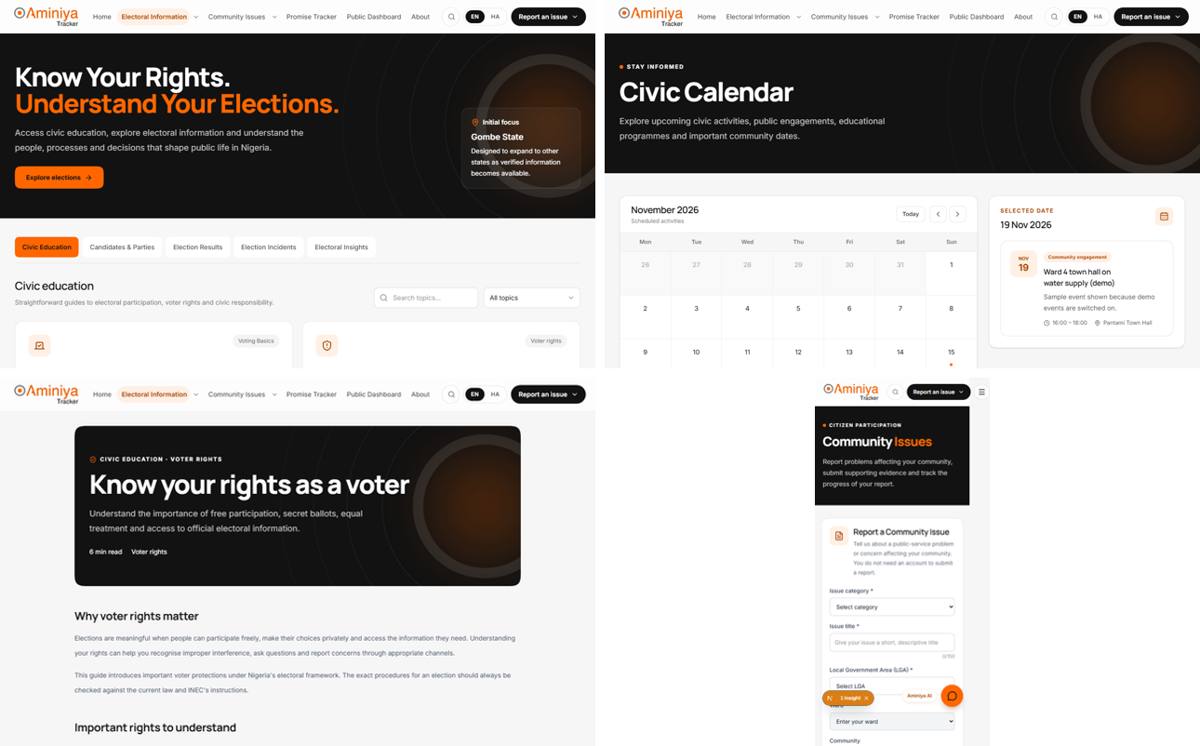 Aminiya
Tracker
Home Electoral Information Community Issues Promise Tracker Public Dashboard About EN HA Report an issue
Know Your Rights.
Understand Your Elections.
Access civic education, explore electoral information and understand the
people, processes and decisions that shape public life in Nigeria.
Explore elections →
Initial focus
Gombe State
Designed to expand to other
states as verified information
becomes available.
Civic Education Candidates & Parties Election Results Election Incidents Electoral Insights
Civic education
Straightforward guides to electoral participation, voter rights and civic responsibility.
Search topics... All topics
Voting Basics Voter rights
Aminiya
Tracker
Home Electoral Information Community Issues Promise Tracker Public Dashboard About EN HA Report an issue
STAY INFORMED
Civic Calendar
Explore upcoming civic activities, public engagements, educational
programmes and important community dates.
November 2026
Scheduled activities
Today
Mon Tue Wed Thu Fri Sat Sun
26 27 28 29 30 31 1
2 3 4 5 6 7 8
9 10 11 12 13 14 15
SELECTED DATE
19 Nov 2026
NOV
19
Community engagement
Ward 4 town hall on
water supply (demo)
Sample event shown because demo
events are switched on.
16:00 – 18:00 Pantami Town Hall
Aminiya
Tracker
Home Electoral Information Community Issues Promise Tracker Public Dashboard About EN HA Report an issue
CIVIC EDUCATION · VOTER RIGHTS
Know your rights as a voter
Understand the importance of free participation, secret ballots, equal
treatment and access to official electoral information.
6 min read Voter rights
Why voter rights matter
Elections are meaningful when people can participate freely, make their choices privately and access the information they need. Understanding
your rights can help you recognise improper interference, ask questions and report concerns through appropriate channels.
This guide introduces important voter protections under Nigeria's electoral framework. The exact procedures for an election should always be
checked against the current law and INEC's instructions.
Important rights to understand
Aminiya
Tracker
Report an issue
CITIZEN PARTICIPATION
Community Issues
Report problems affecting your community,
submit supporting evidence and track the
progress of your report.
Report a Community Issue
Tell us about a public-service problem
or concern affecting your community.
You do not need an account to submit
a report.
Issue category *
Select category
Issue title *
Give your issue a short, descriptive title
0/150
Local Government Area (LGA) *
Select LGA
N 1 Insight × Aminiya AI
Enter your ward
Community